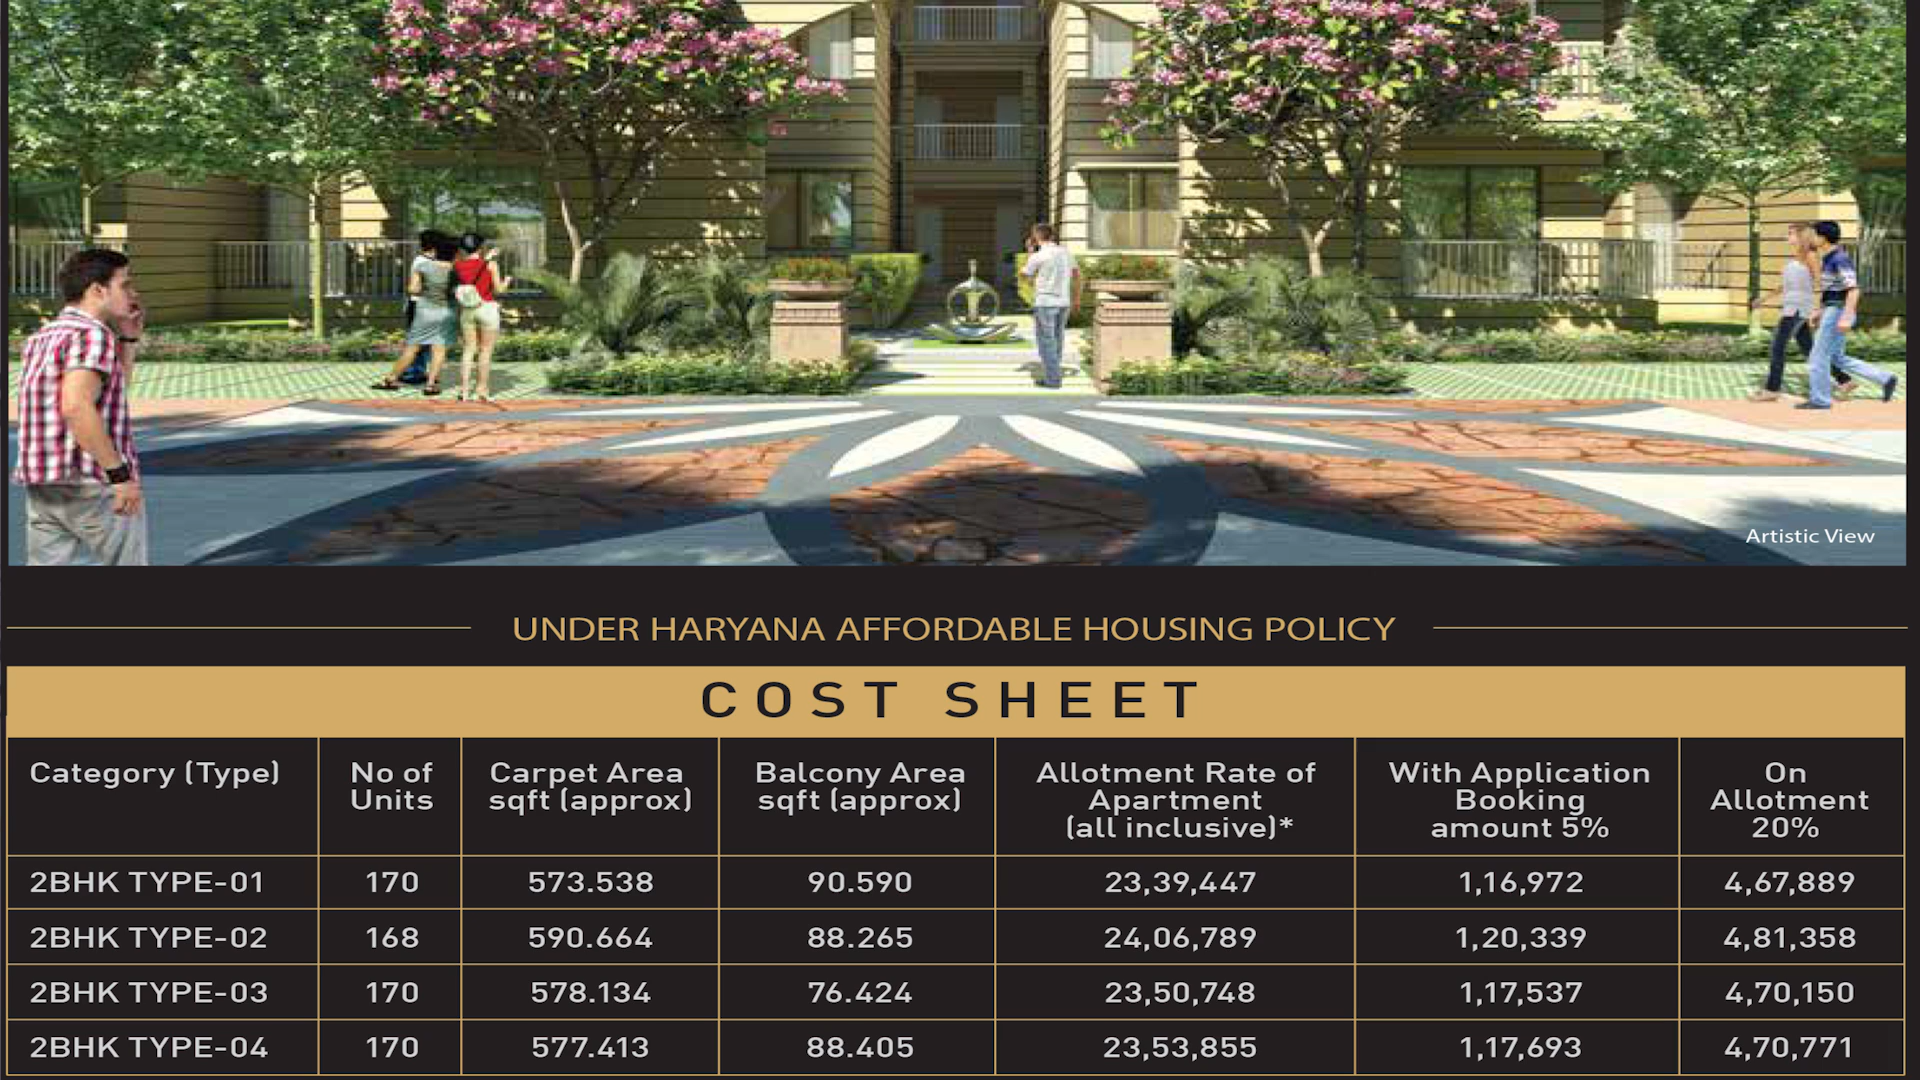 Artistic View
UNDER HARYANA AFFORDABLE HOUSING POLICY
COST SHEET
Category (Type) No of Units Carpet Area sqft (approx) Balcony Area sqft (approx) Allotment Rate of Apartment (all inclusive)* With Application Booking amount 5% On Allotment 20%
2BHK TYPE-01 170 573.538 90.590 23,39,447 1,16,972 4,67,889
2BHK TYPE-02 168 590.664 88.265 24,06,789 1,20,339 4,81,358
2BHK TYPE-03 170 578.134 76.424 23,50,748 1,17,537 4,70,150
2BHK TYPE-04 170 577.413 88.405 23,53,855 1,17,693 4,70,771